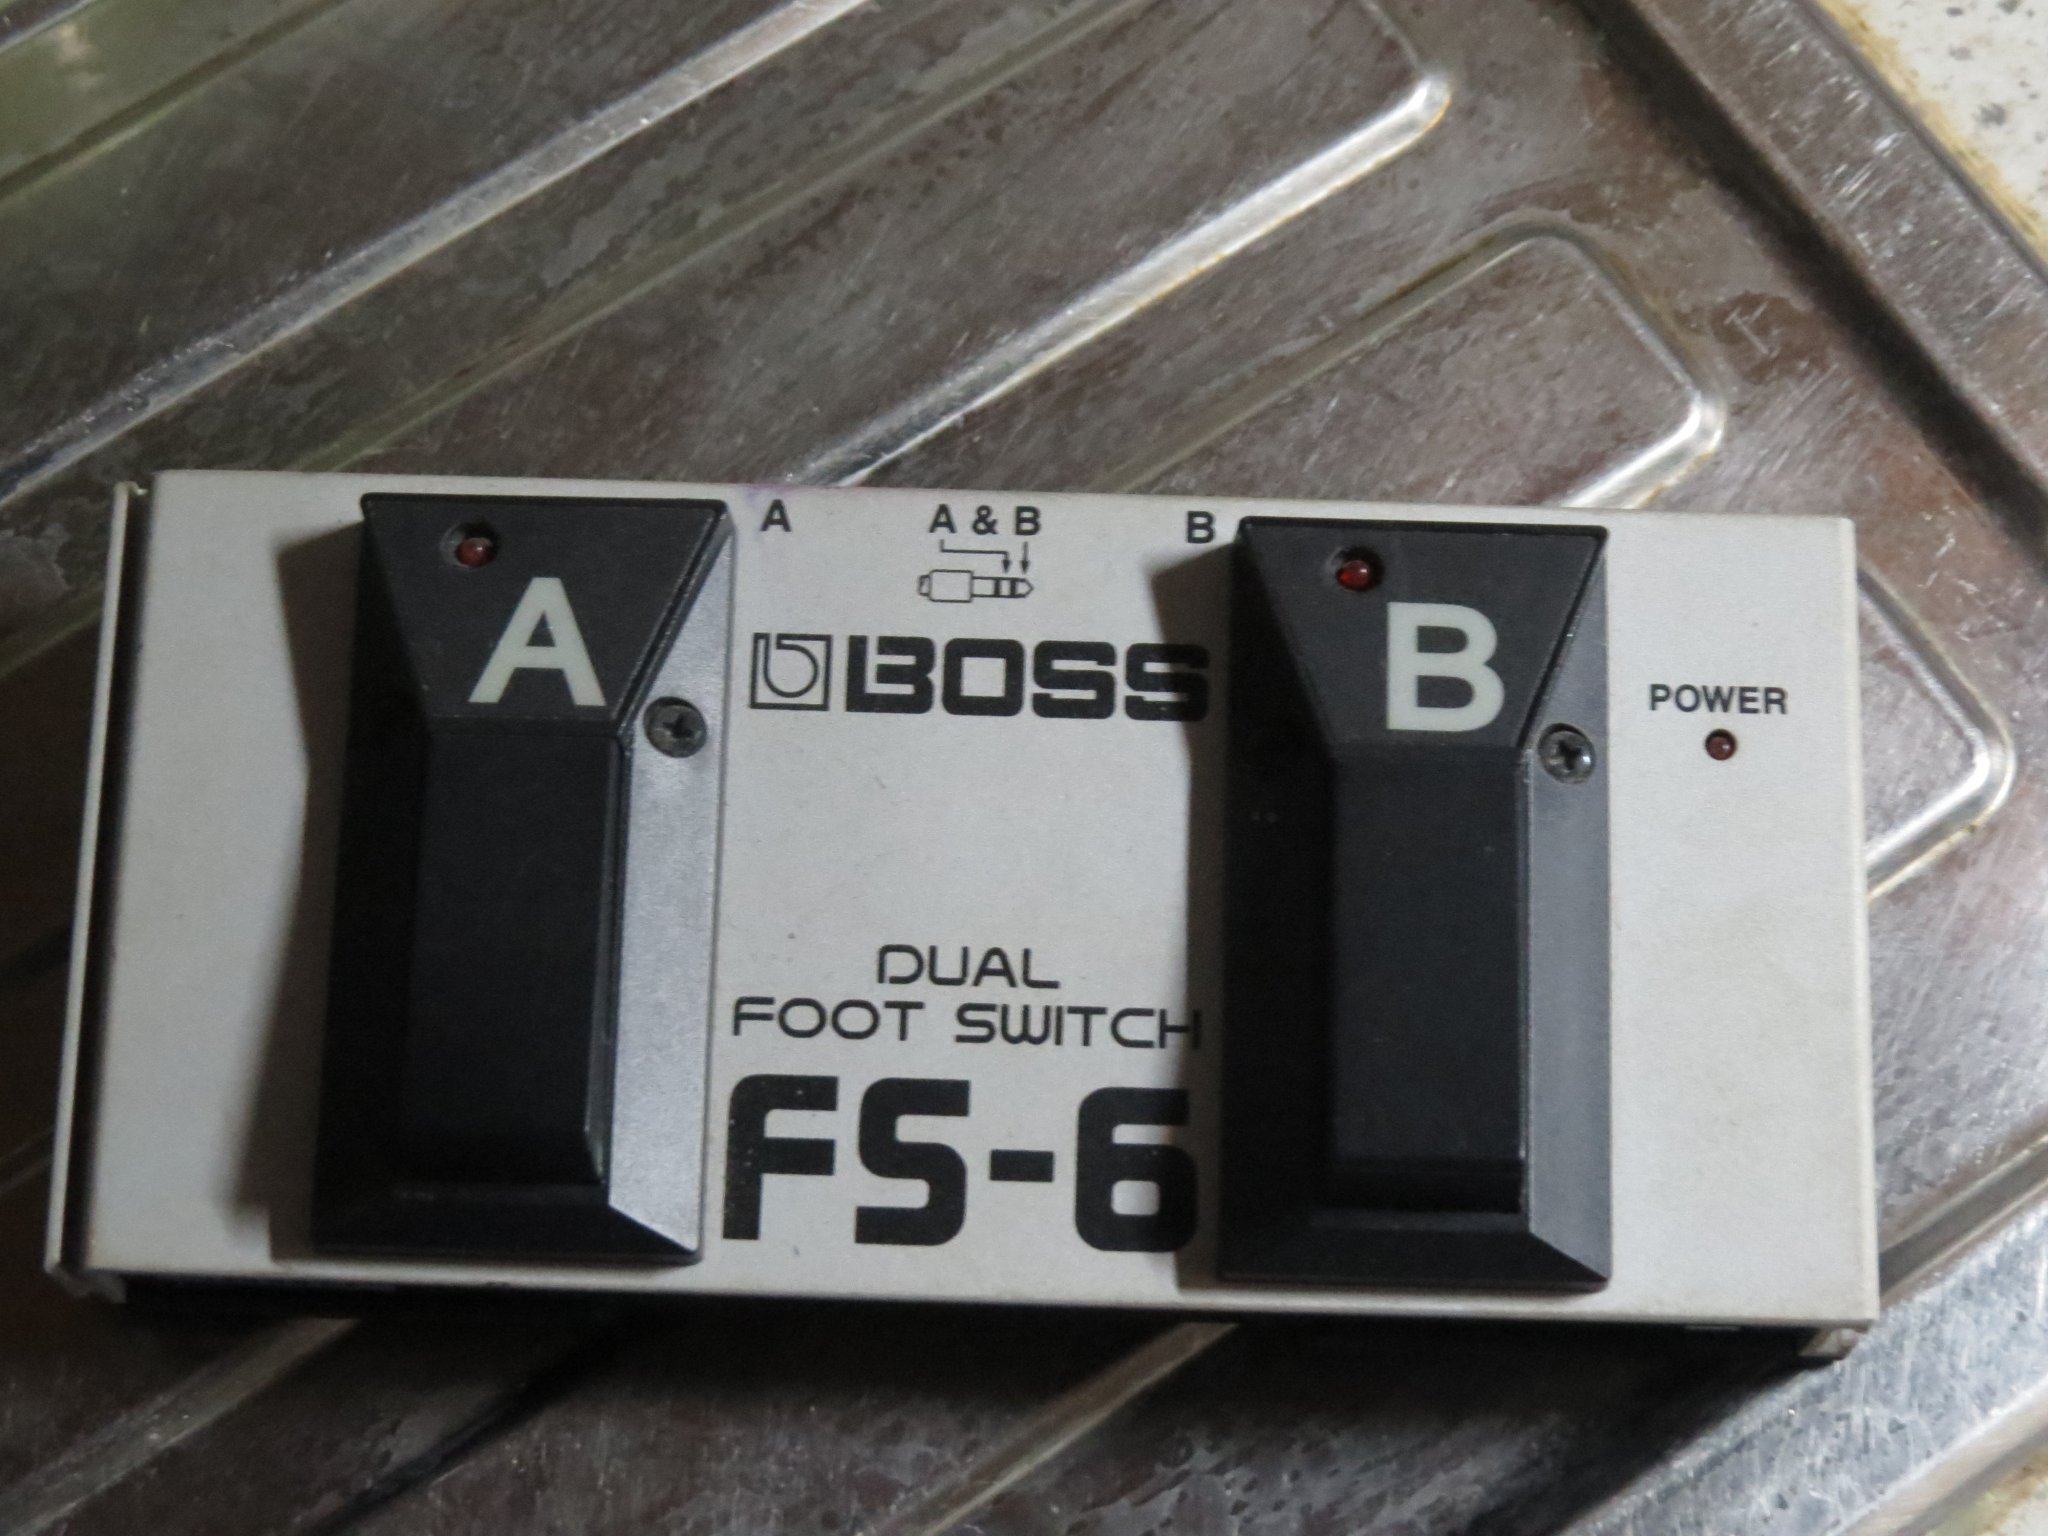 A A & B B
A
BOSS
B
POWER
DUAL
FOOT SWITCH
FS-6